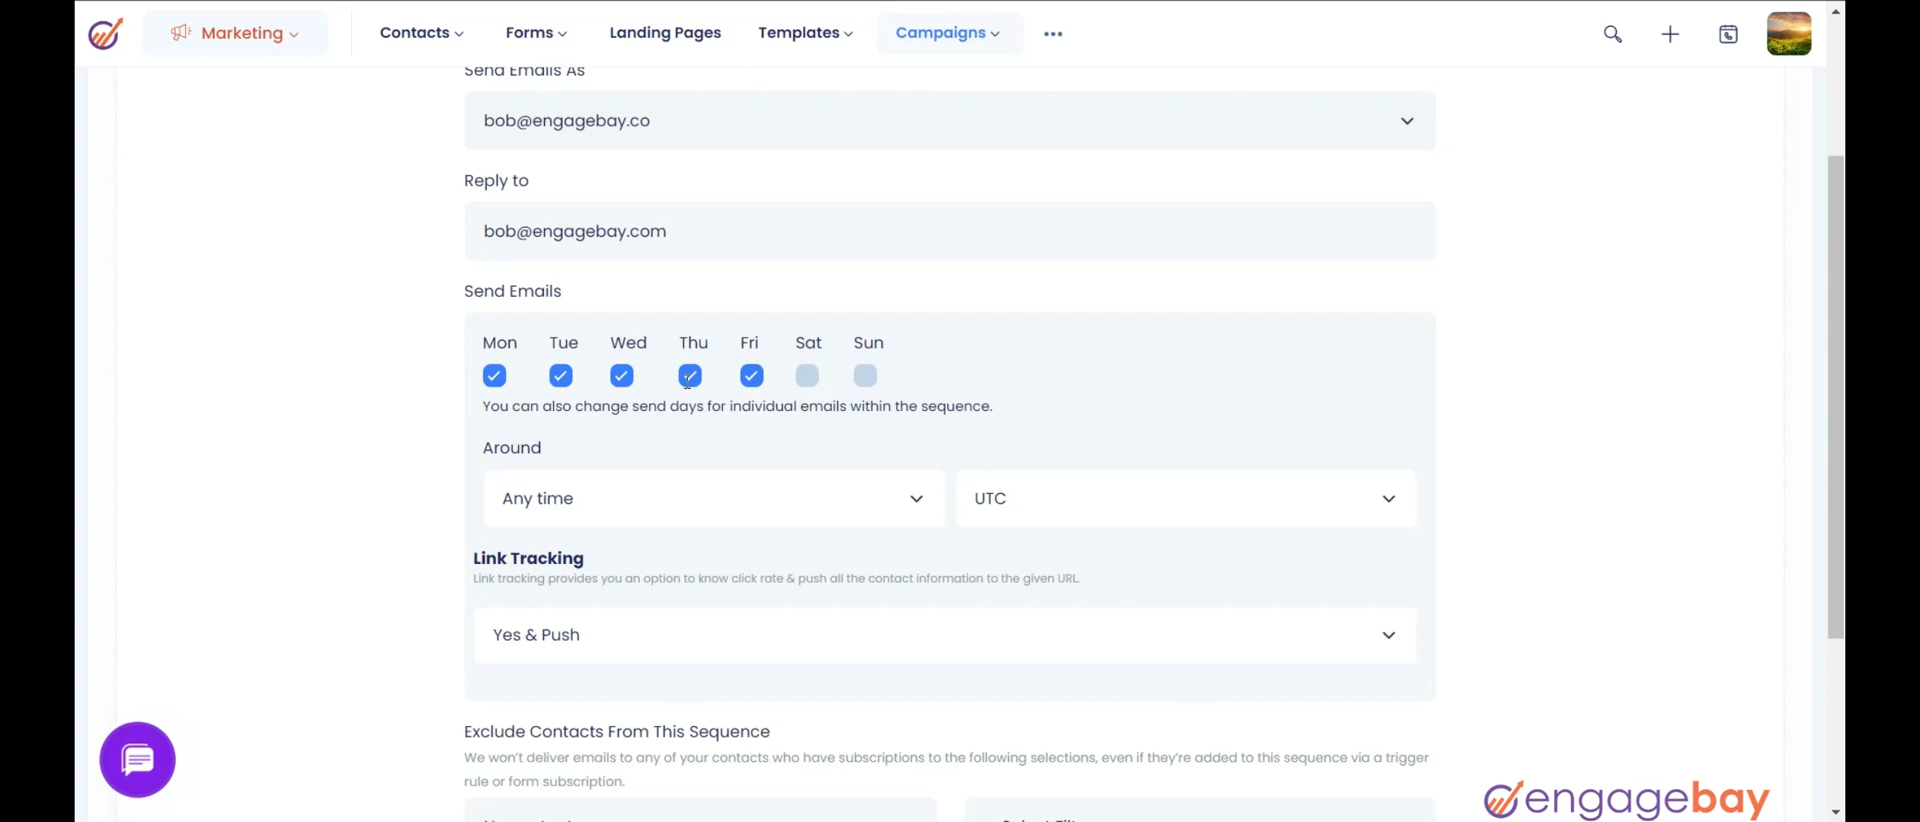 Marketing
Contacts
Forms
Landing Pages
Templates
Campaigns
Send Emails As
bob@engagebay.co
Reply to
bob@engagebay.com
Send Emails
Mon Tue Wed Thu Fri Sat Sun
You can also change send days for individual emails within the sequence.
Around
Any time
UTC
Link Tracking
Link tracking provides you an option to know click rate & push all the contact information to the given URL.
Yes & Push
Exclude Contacts From This Sequence
We won't deliver emails to any of your contacts who have subscriptions to the following selections, even if they're added to this sequence via a trigger
rule or form subscription.
engagebay